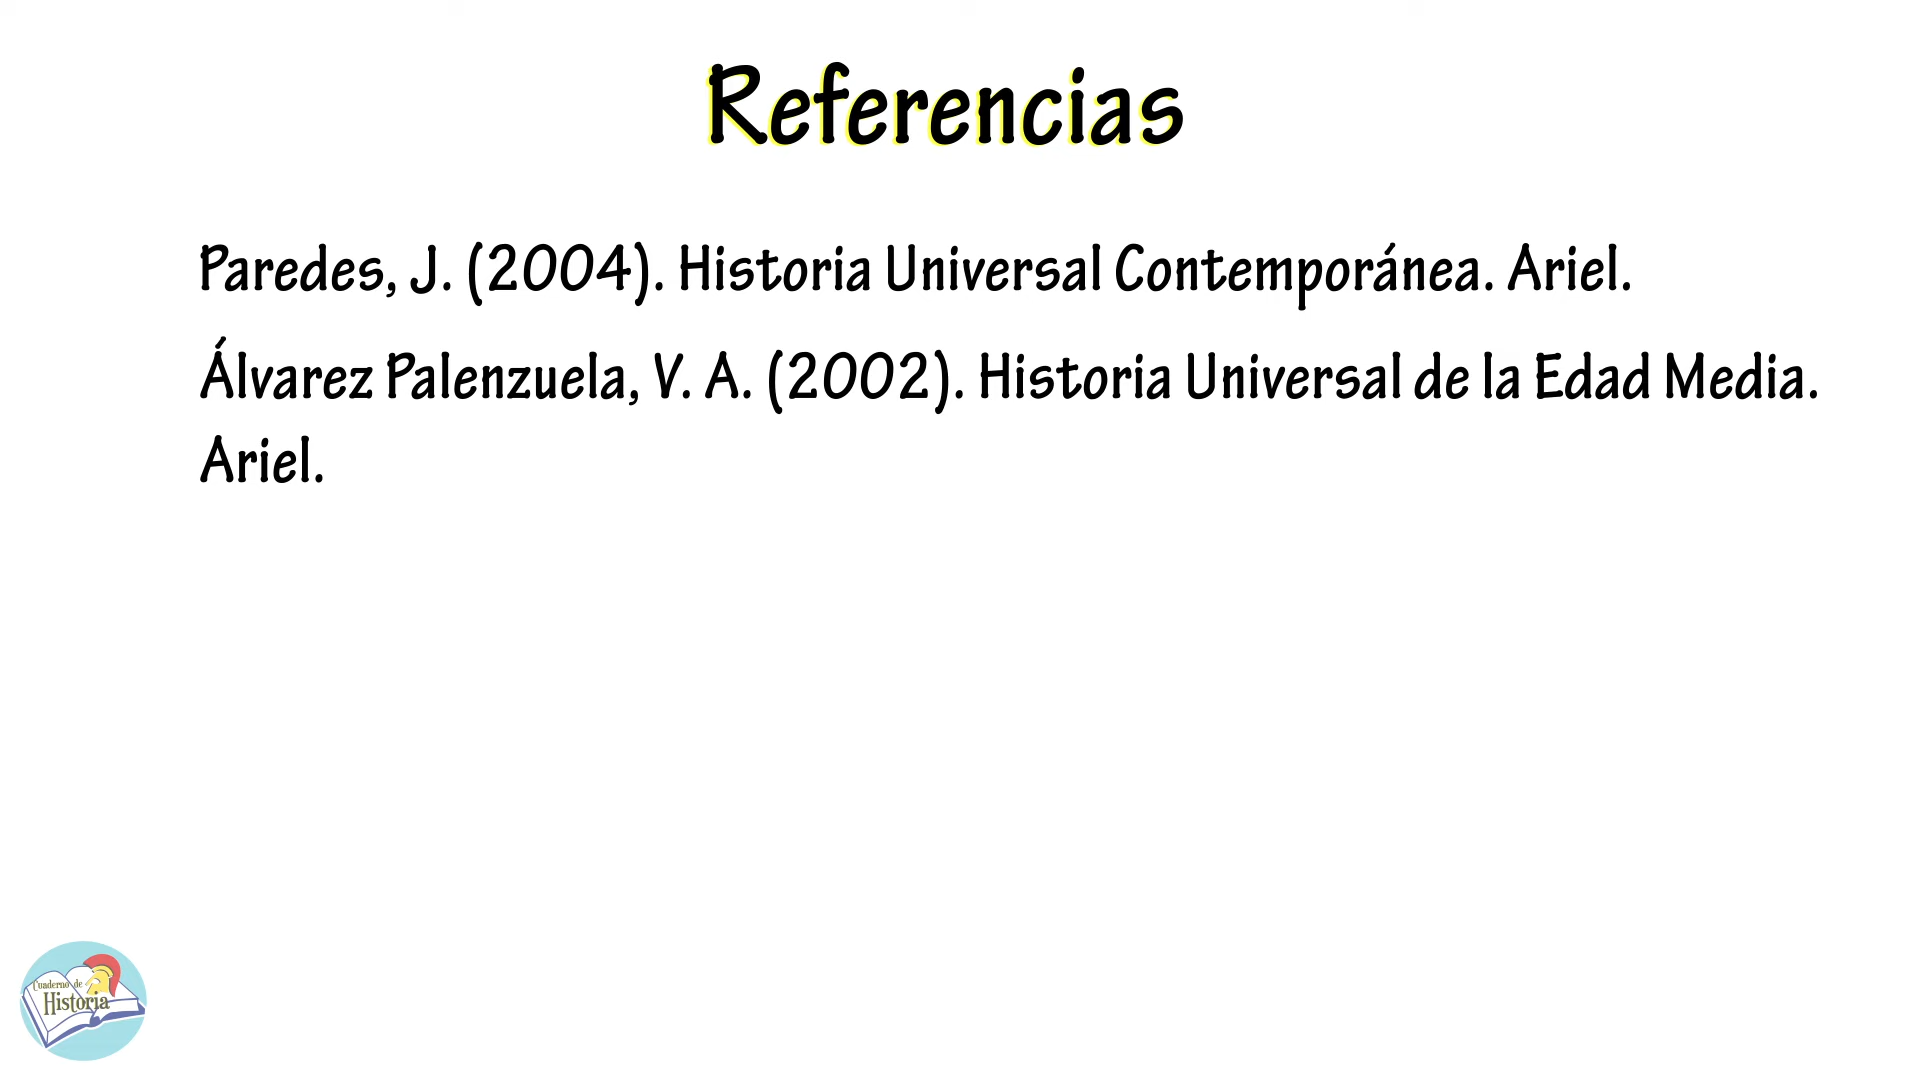 Referencias
Paredes, J. (2004). Historia Universal Contemporánea. Ariel.
Álvarez Palenzuela, V. A. (2002). Historia Universal de la Edad Media.
Ariel.
Cuaderno de
Historia